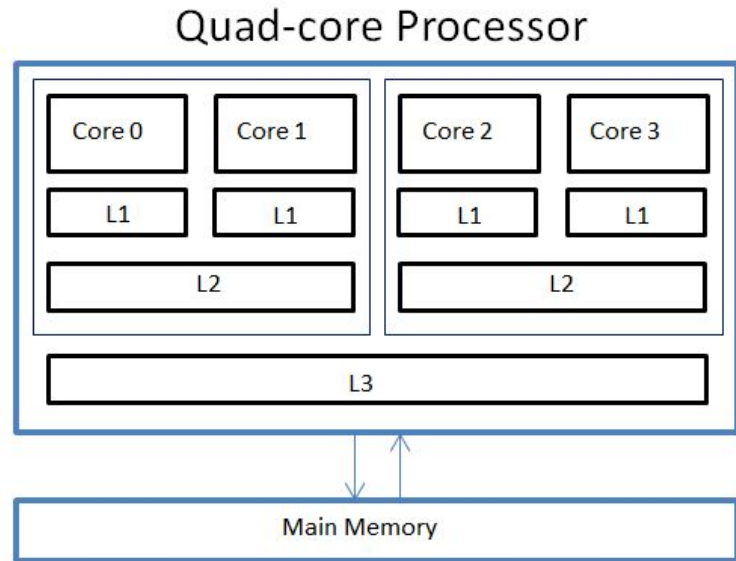 Quad-core Processor
Core 0
Core 1
Core 2
Core 3
L1
L1
L1
L1
L2
L2
L3
Main Memory